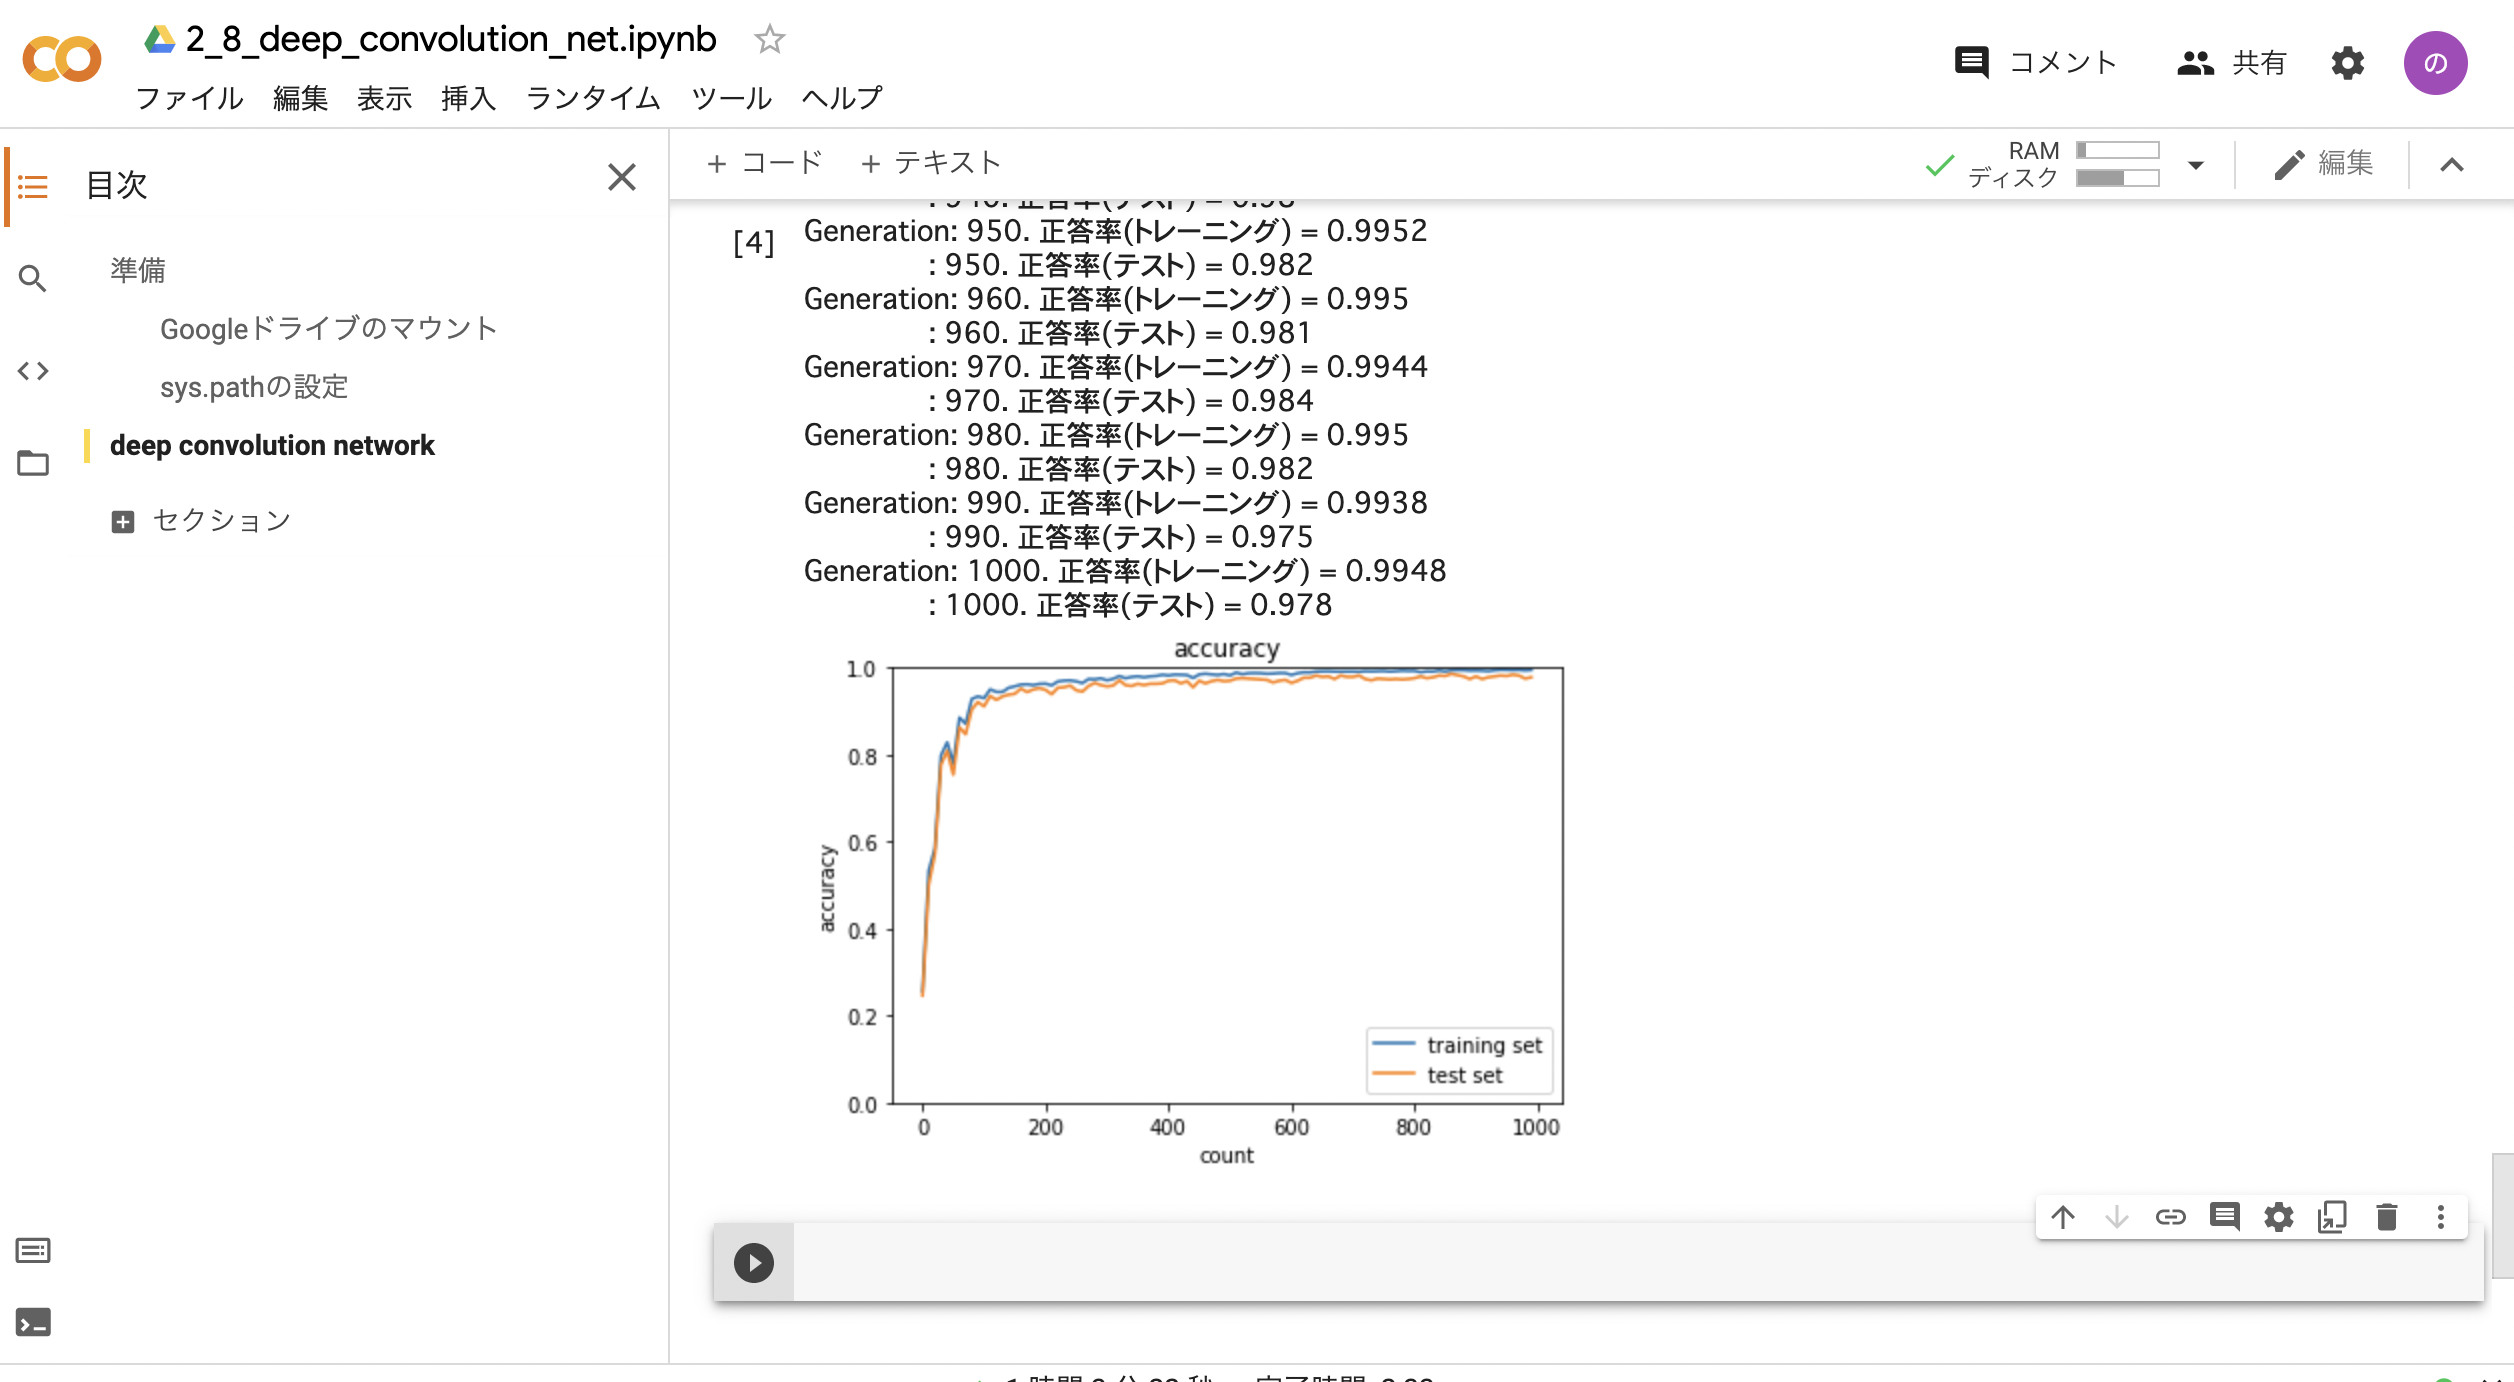 2_8_deep_convolution_net.ipynb
ファイル 編集 表示 挿入 ランタイム ツール ヘルプ
コメント 共有 の
目次
準備
Googleドライブのマウント
sys.pathの設定
deep convolution network
セクション
+ コード + テキスト
RAM
ディスク
編集
[4]
: 940. 正答率(テスト) = 0.98
Generation: 950. 正答率(トレーニング) = 0.9952
: 950. 正答率(テスト) = 0.982
Generation: 960. 正答率(トレーニング) = 0.995
: 960. 正答率(テスト) = 0.981
Generation: 970. 正答率(トレーニング) = 0.9944
: 970. 正答率(テスト) = 0.984
Generation: 980. 正答率(トレーニング) = 0.995
: 980. 正答率(テスト) = 0.982
Generation: 990. 正答率(トレーニング) = 0.9938
: 990. 正答率(テスト) = 0.975
Generation: 1000. 正答率(トレーニング) = 0.9948
: 1000. 正答率(テスト) = 0.978
accuracy
1.0
0.8
0.6
0.4
0.2
0.0
accuracy
training set
test set
0 200 400 600 800 1000
count